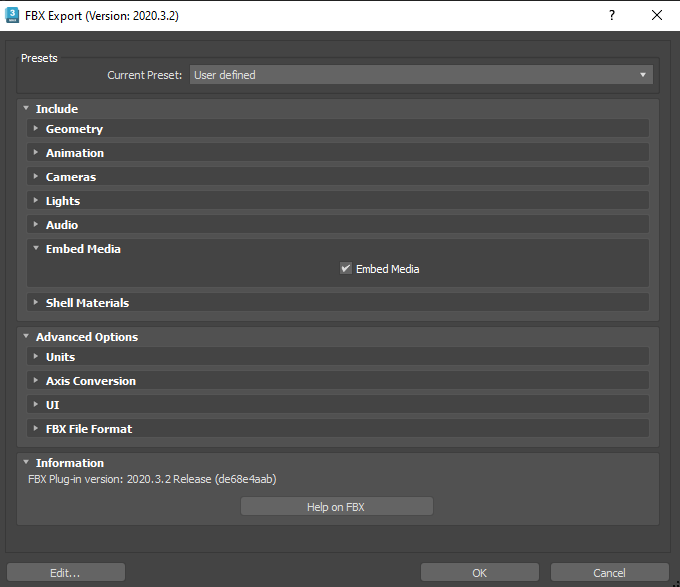 FBX Export (Version: 2020.3.2)
Presets
Current Preset: User defined
Include
Geometry
Animation
Cameras
Lights
Audio
Embed Media
Embed Media
Shell Materials
Advanced Options
Units
Axis Conversion
UI
FBX File Format
Information
FBX Plug-in version: 2020.3.2 Release (de68e4aab)
Help on FBX
Edit... OK Cancel